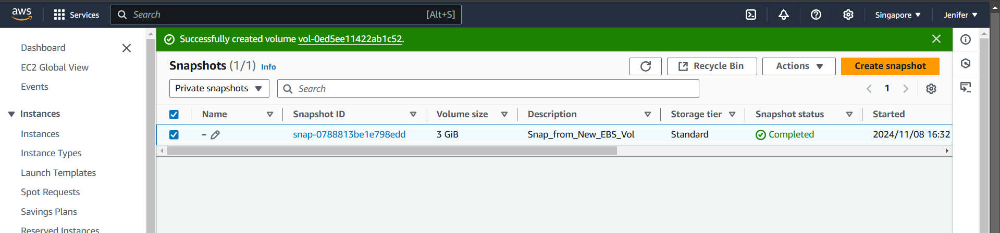 aws Services Search [Alt+S] Singapore Jenifer
Dashboard
EC2 Global View
Events
Instances
Instances
Instance Types
Launch Templates
Spot Requests
Savings Plans
Reserved Instances
Successfully created volume vol-0ed5ee11422ab1c52.
Snapshots (1/1) Info Recycle Bin Actions Create snapshot
Private snapshots Search 1
Name Snapshot ID Volume size Description Storage tier Snapshot status Started
– snap-0788813be1e798edd 3 GiB Snap_from_New_EBS_Vol Standard Completed 2024/11/08 16:32